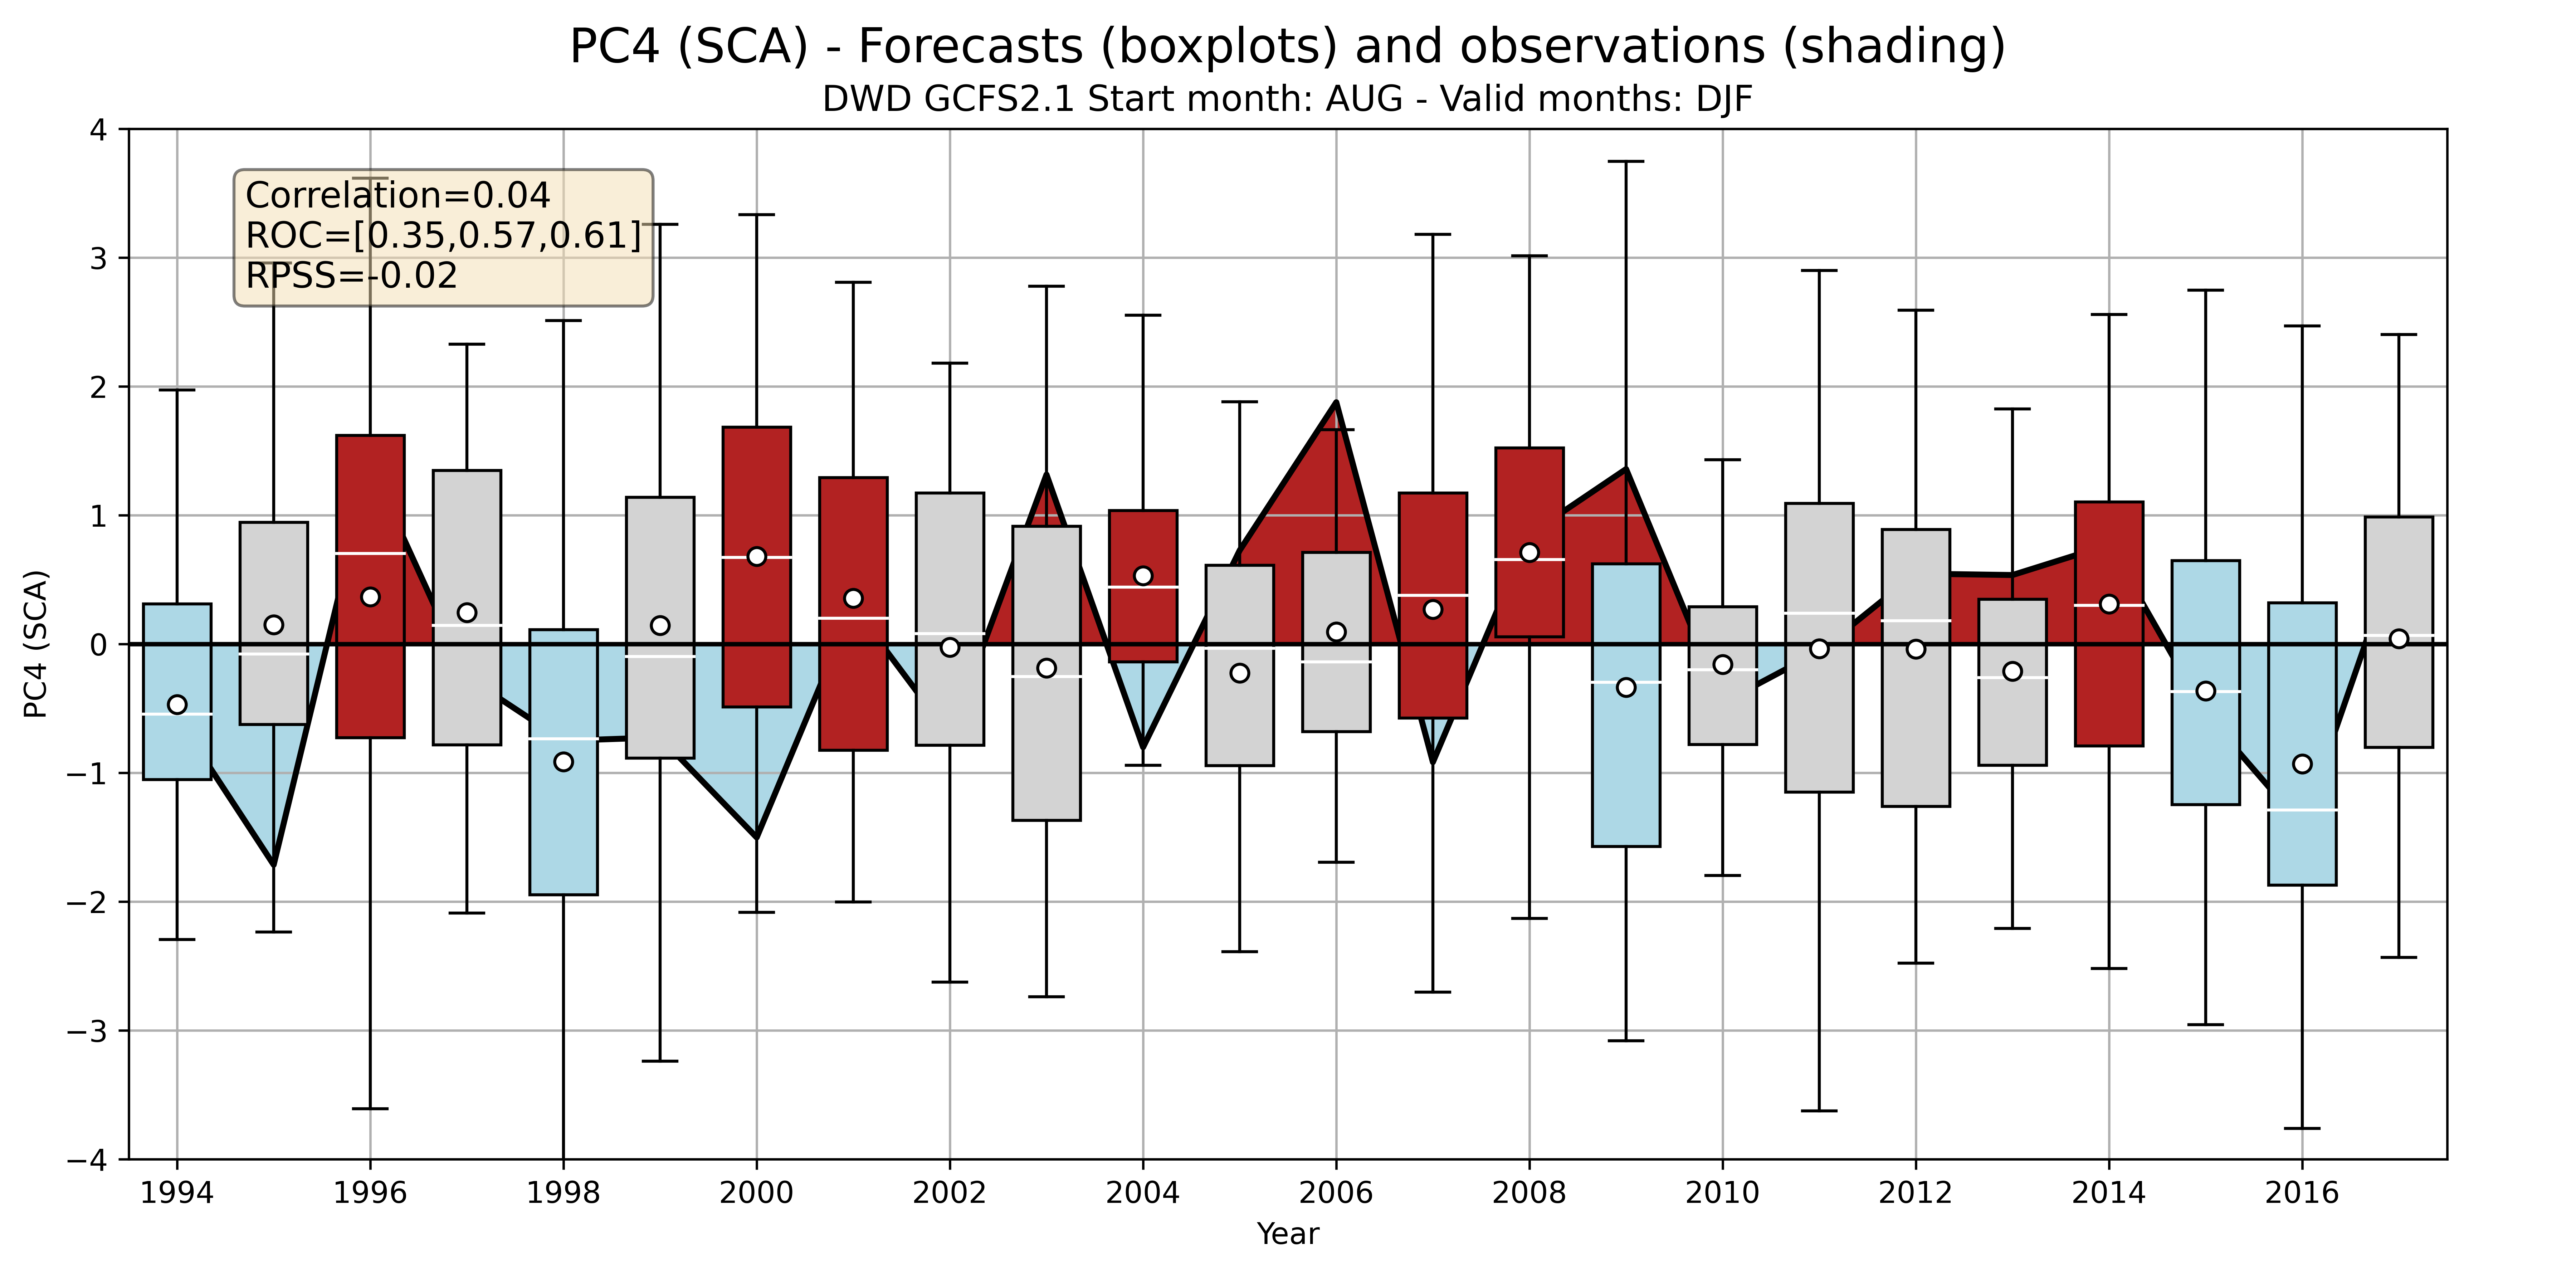 PC4 (SCA) - Forecasts (boxplots) and observations (shading)
DWD GCFS2.1 Start month: AUG - Valid months: DJF
Correlation=0.04
ROC=[0.35,0.57,0.61]
RPSS=-0.02
PC4 (SCA)
4
3
2
1
0
−1
−2
−3
−4
1994 1996 1998 2000 2002 2004 2006 2008 2010 2012 2014 2016
Year